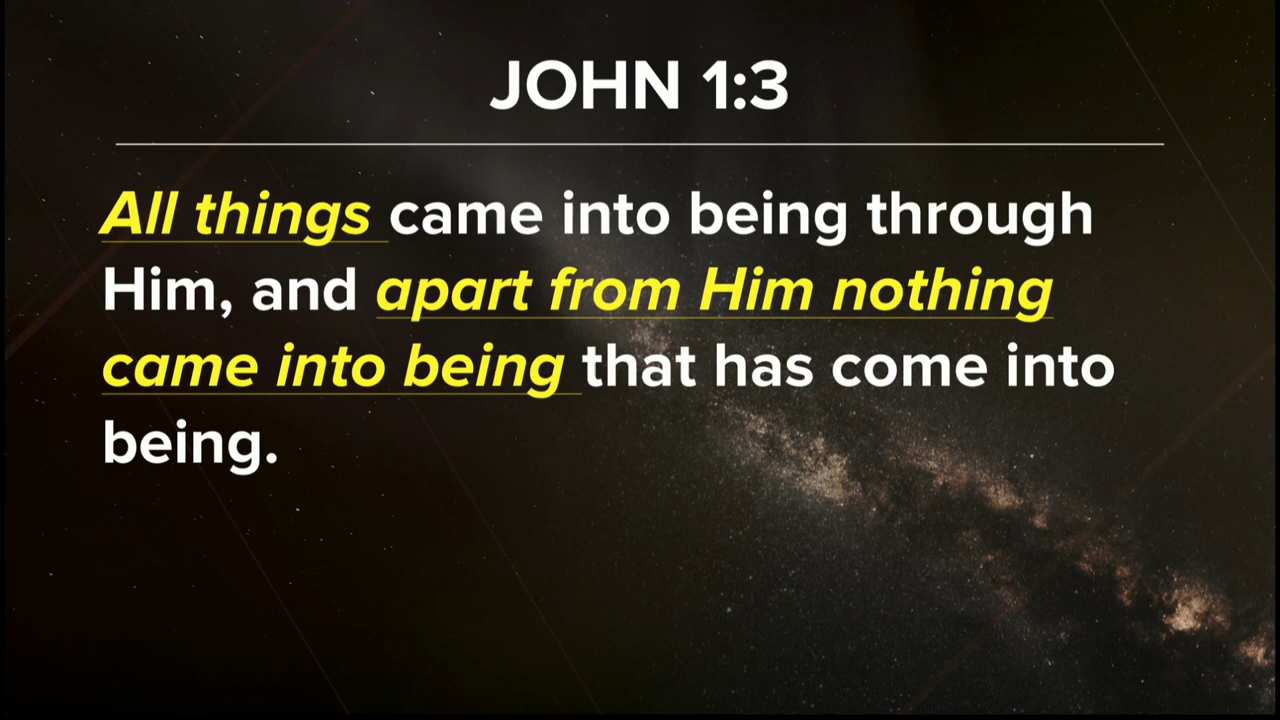 JOHN 1:3
All things came into being through
Him, and apart from Him nothing
came into being that has come into
being.